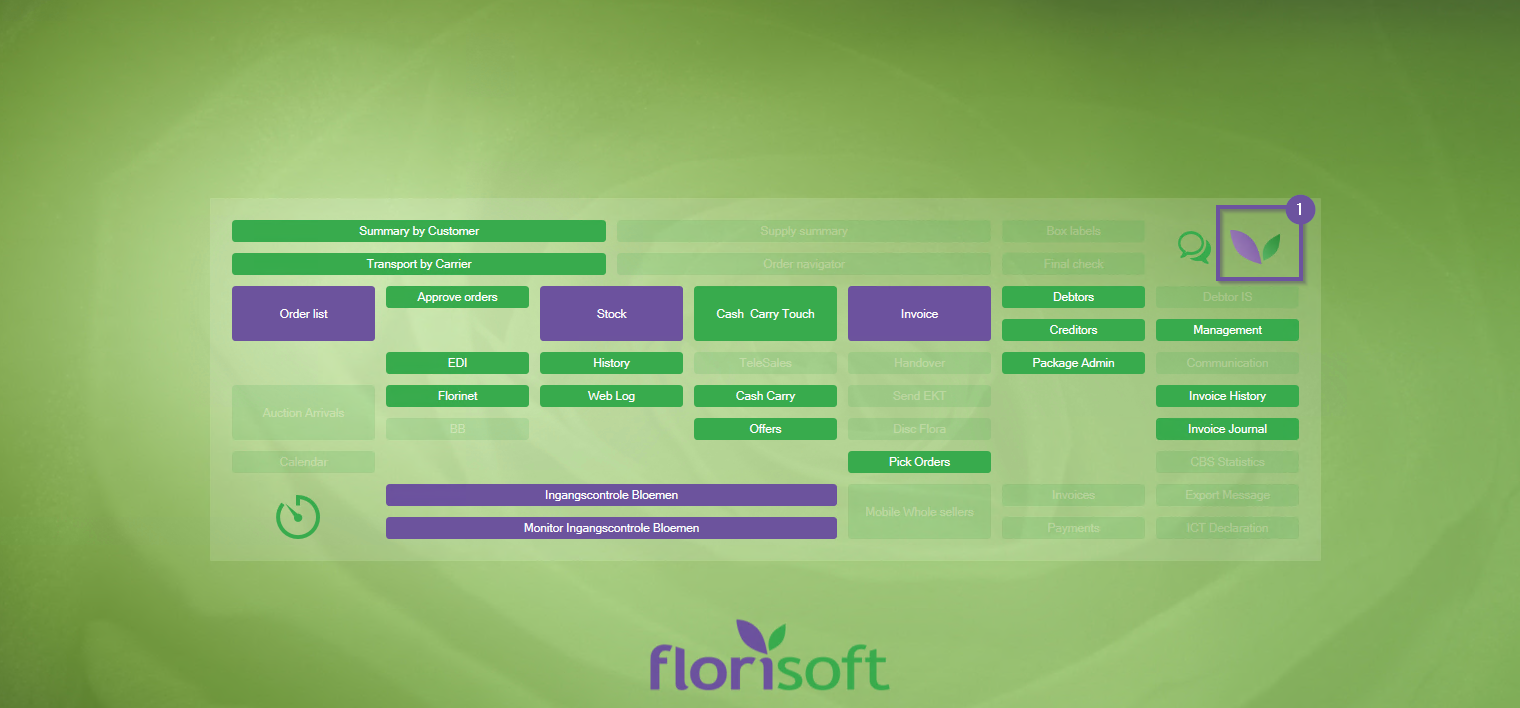 Summary by Customer
Supply summary
Box labels
1
Transport by Carrier
Order navigator
Final check
Order list
Approve orders
Stock
Cash Carry Touch
Invoice
Debtors
Debtor IS
Creditors
Management
EDI
History
TeleSales
Handover
Package Admin
Communication
Auction Arrivals
Florinet
Web Log
Cash Carry
Send EKT
Invoice History
BB
Offers
Disc Flora
Invoice Journal
Calendar
Pick Orders
CBS Statistics
Ingangscontrole Bloemen
Mobile Whole sellers
Invoices
Export Message
Monitor Ingangscontrole Bloemen
Payments
ICT Declaration
florisoft